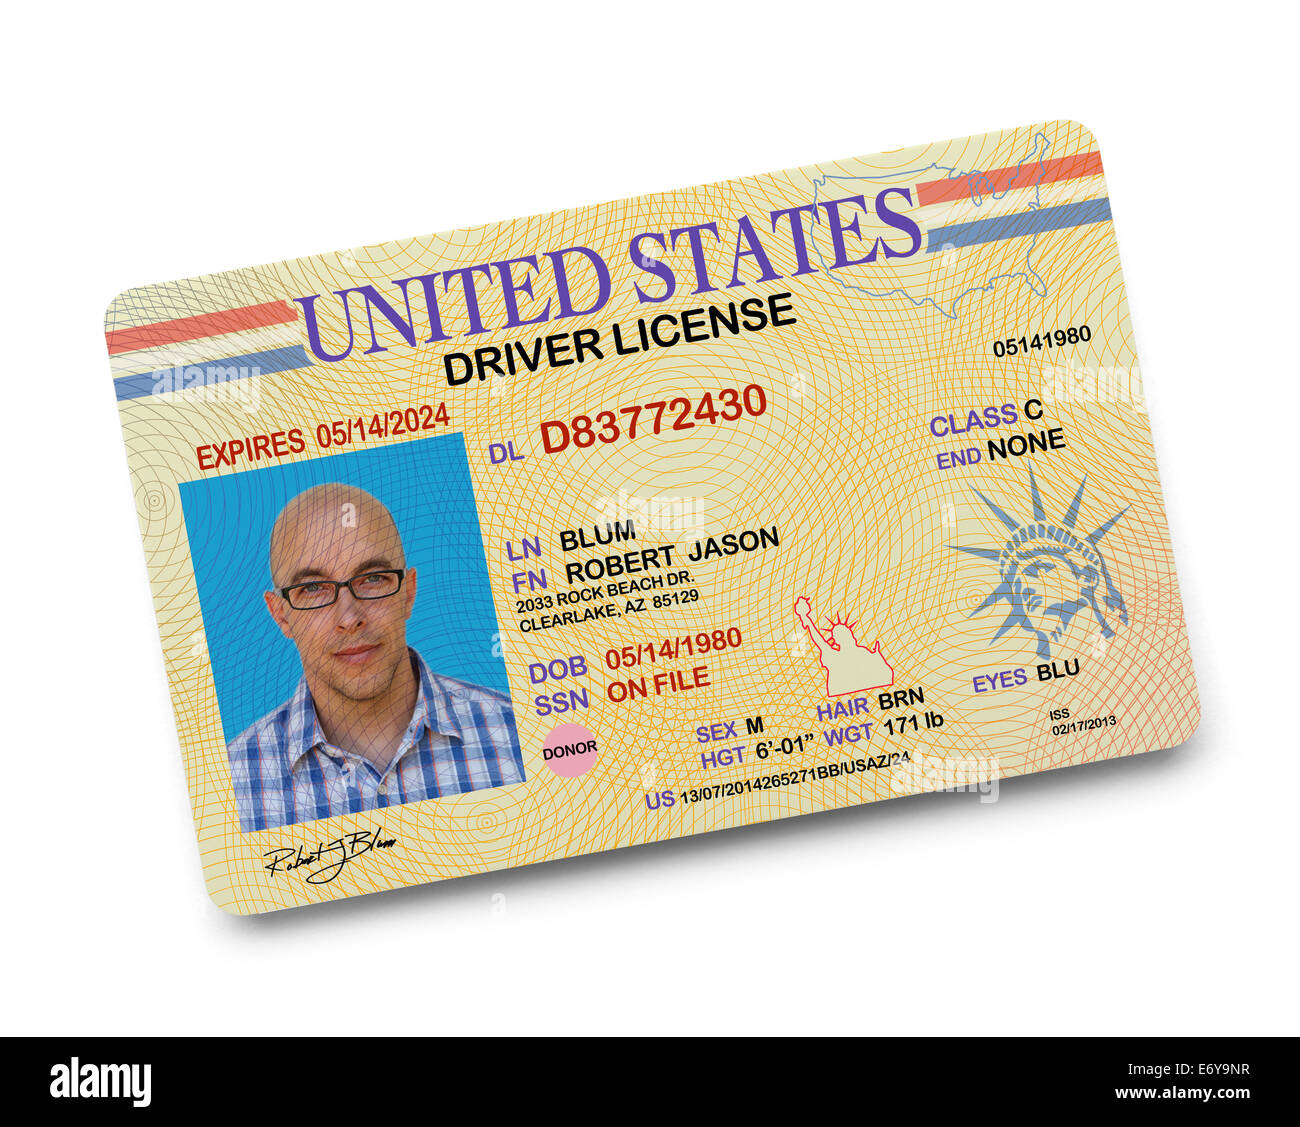 UNITED STATES
DRIVER LICENSE
05141980
EXPIRES 05/14/2024
DL D83772430
CLASS C
END NONE
LN BLUM
FN ROBERT JASON
2033 ROCK BEACH DR.
CLEARLAKE, AZ 85129
DOB 05/14/1980
SSN ON FILE
DONOR
SEX M HAIR BRN EYES BLU
HGT 6'-01" WGT 171 lb
ISS
02/17/2013
US 13/07/2014265271BB/USAZ/24
Robert J Blum
alamy
alamy
alamy
a
a
a
a
alamy
Image ID: E6Y9NR
www.alamy.com